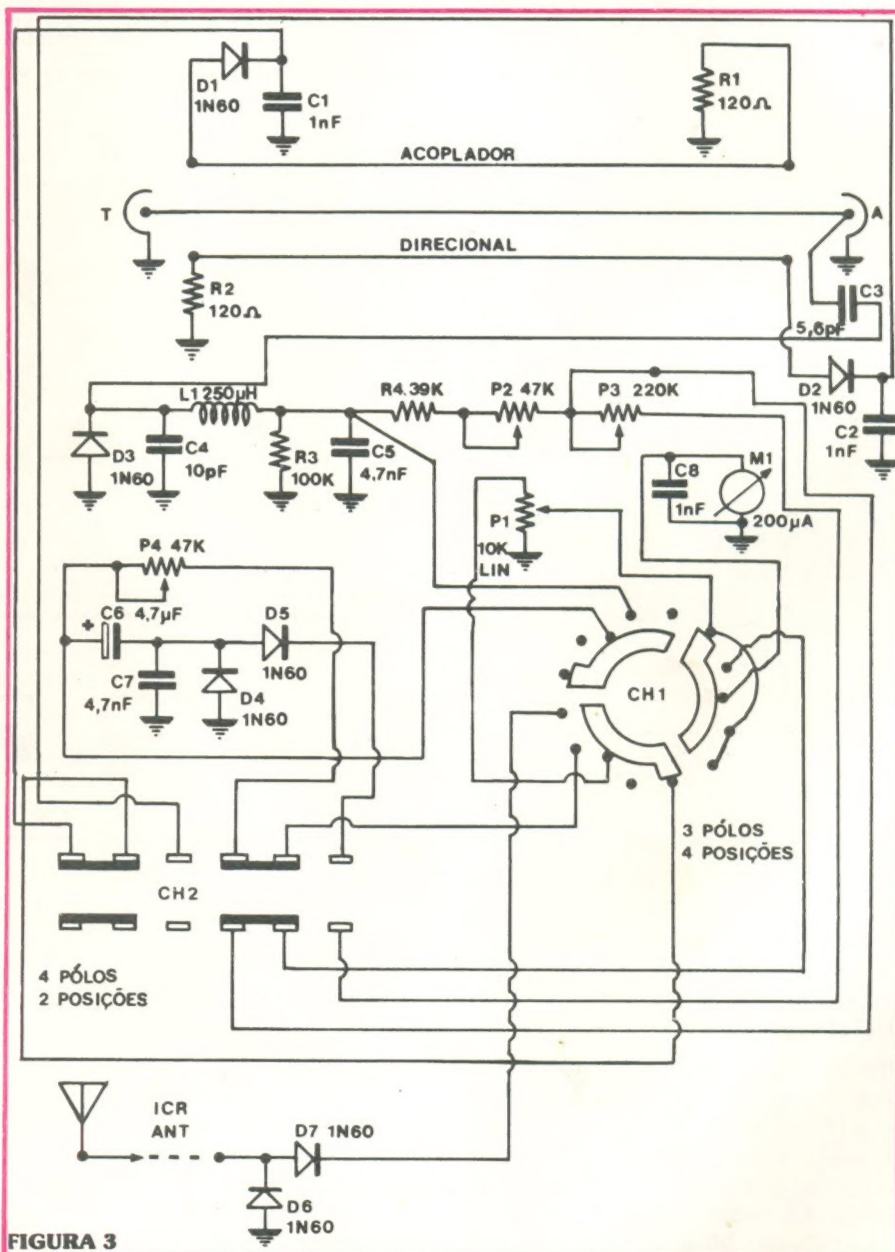 D1
1N60
C1
1nF
R1
120Ω
ACOPLADOR
T
A
DIRECIONAL
R2
120Ω
C3
5,6pF
L1 250μH
R4.39K
P2 47K
P3 220K
D2
1N60
C2
1nF
D3
1N60
C4
10pF
R3
100K
C5
4,7nF
C8
1nF
M1
200μA
P1
10K
LIN
P4 47K
+
C6
4,7μF
D5
1N60
C7
4,7nF
D4
1N60
CH1
3 PÓLOS
4 POSIÇÕES
CH2
4 PÓLOS
2 POSIÇÕES
ICR
ANT
D7 1N60
D6
1N60
FIGURA 3